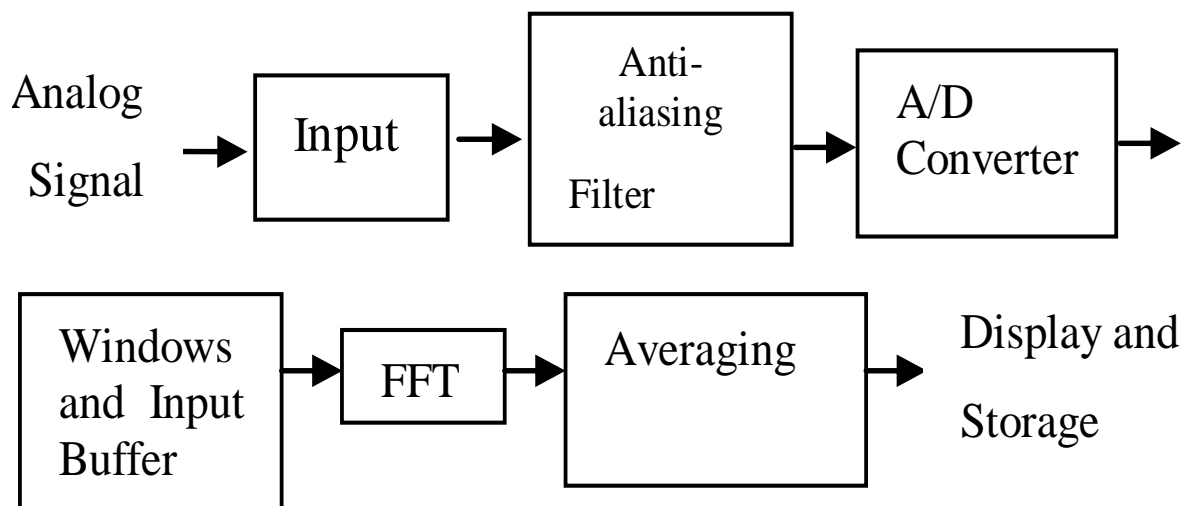 Analog
Signal
Input
Anti-
aliasing
Filter
A/D
Converter
Windows
and Input
Buffer
FFT
Averaging
Display and
Storage